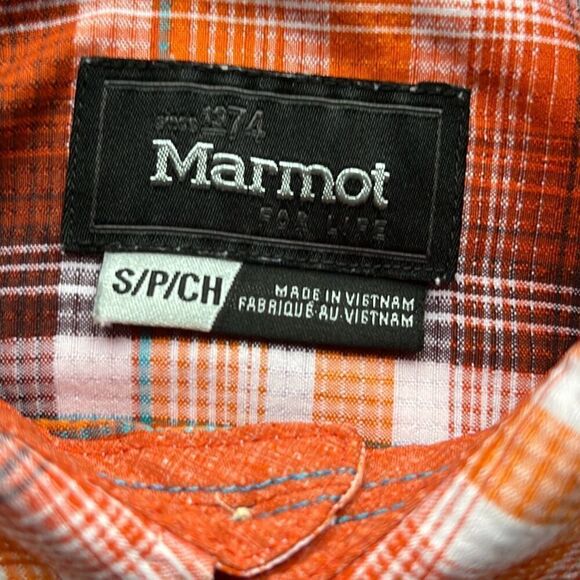 SINCE 1974
Marmot
FOR LIFE
S/P/CH
MADE IN VIETNAM
FABRIQUÉ AU VIETNAM